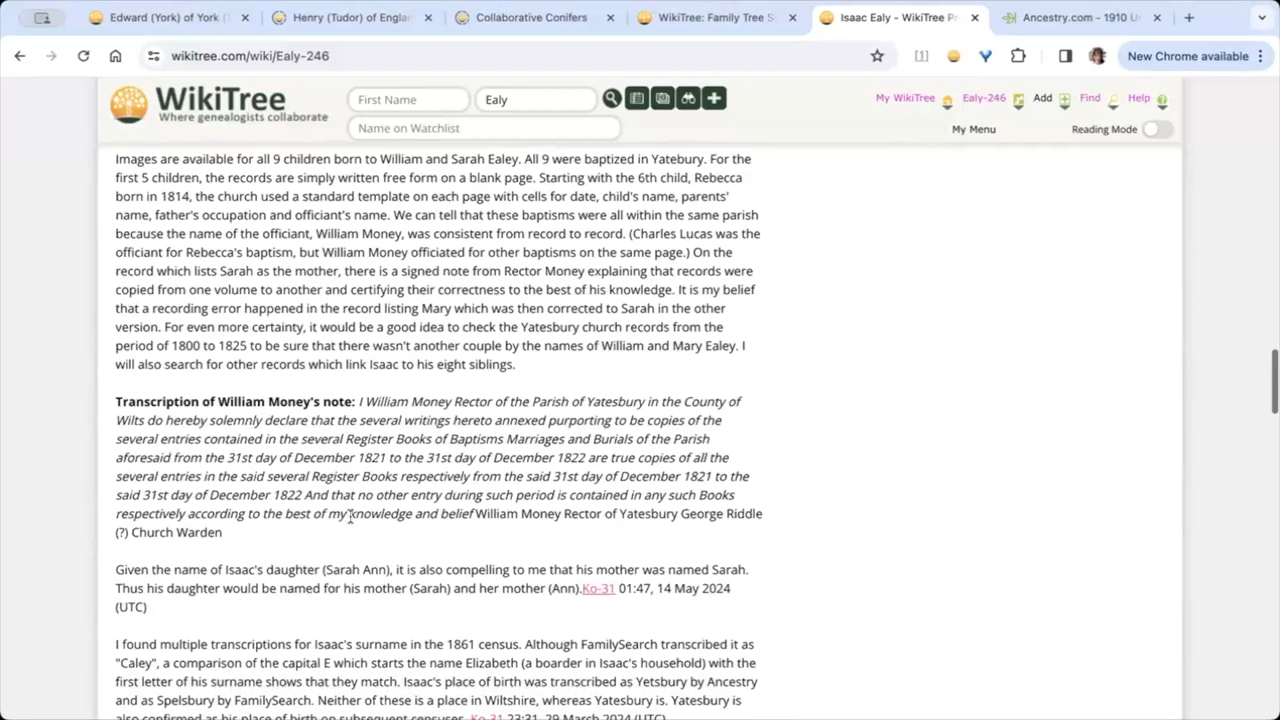 Edward (York) of York (
Henry (Tudor) of Englan
Collaborative Conifers
WikiTree: Family Tree S
Isaac Ealy - WikiTree Pr
Ancestry.com - 1910 U
wikitree.com/wiki/Ealy-246
[1]
New Chrome available
WikiTree
Where genealogists collaborate
First Name
Ealy
Name on Watchlist
My WikiTree
Ealy-246
Add
Find
Help
My Menu
Reading Mode
Images are available for all 9 children born to William and Sarah Ealey. All 9 were baptized in Yatebury. For the
first 5 children, the records are simply written free form on a blank page. Starting with the 6th child, Rebecca
born in 1814, the church used a standard template on each page with cells for date, child's name, parents'
name, father's occupation and officiant's name. We can tell that these baptisms were all within the same parish
because the name of the officiant, William Money, was consistent from record to record. (Charles Lucas was the
officiant for Rebecca's baptism, but William Money officiated for other baptisms on the same page.) On the
record which lists Sarah as the mother, there is a signed note from Rector Money explaining that records were
copied from one volume to another and certifying their correctness to the best of his knowledge. It is my belief
that a recording error happened in the record listing Mary which was then corrected to Sarah in the other
version. For even more certainty, it would be a good idea to check the Yatesbury church records from the
period of 1800 to 1825 to be sure that there wasn't another couple by the names of William and Mary Ealey. I
will also search for other records which link Isaac to his eight siblings.
Transcription of William Money's note: I William Money Rector of the Parish of Yatesbury in the County of
Wilts do hereby solemnly declare that the several writings hereto annexed purporting to be copies of the
several entries contained in the several Register Books of Baptisms Marriages and Burials of the Parish
aforesaid from the 31st day of December 1821 to the 31st day of December 1822 are true copies of all the
several entries in the said several Register Books respectively from the said 31st day of December 1821 to the
said 31st day of December 1822 And that no other entry during such period is contained in any such Books
respectively according to the best of my knowledge and belief William Money Rector of Yatesbury George Riddle
(?) Church Warden
Given the name of Isaac's daughter (Sarah Ann), it is also compelling to me that his mother was named Sarah.
Thus his daughter would be named for his mother (Sarah) and her mother (Ann).Ko-31 01:47, 14 May 2024
(UTC)
I found multiple transcriptions for Isaac's surname in the 1861 census. Although FamilySearch transcribed it as
"Caley", a comparison of the capital E which starts the name Elizabeth (a boarder in Isaac's household) with the
first letter of his surname shows that they match. Isaac's place of birth was transcribed as Yetsbury by Ancestry
and as Spelsbury by FamilySearch. Neither of these is a place in Wiltshire, whereas Yatesbury is. Yatesbury is
also confirmed as his place of birth on subsequent censuses. Ko-31 23:31, 29 March 2024 (UTC)